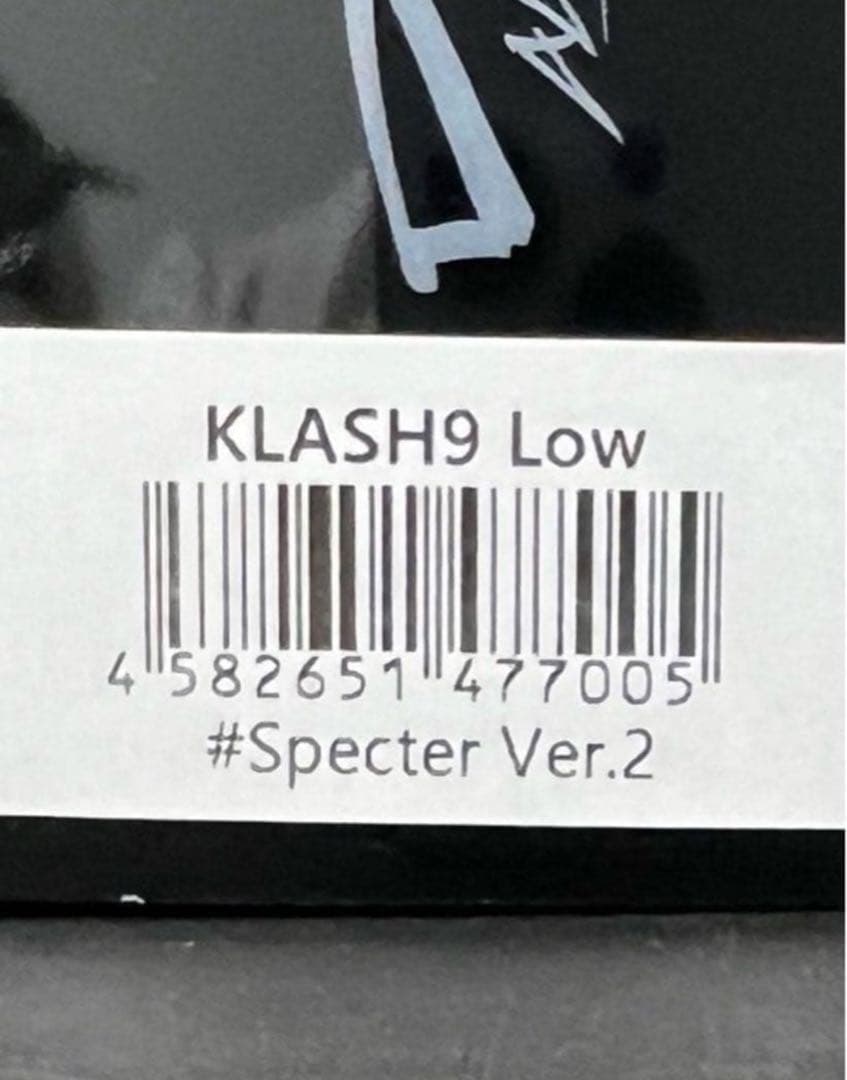 KLASH9 Low
4 582651 477005
#Specter Ver.2